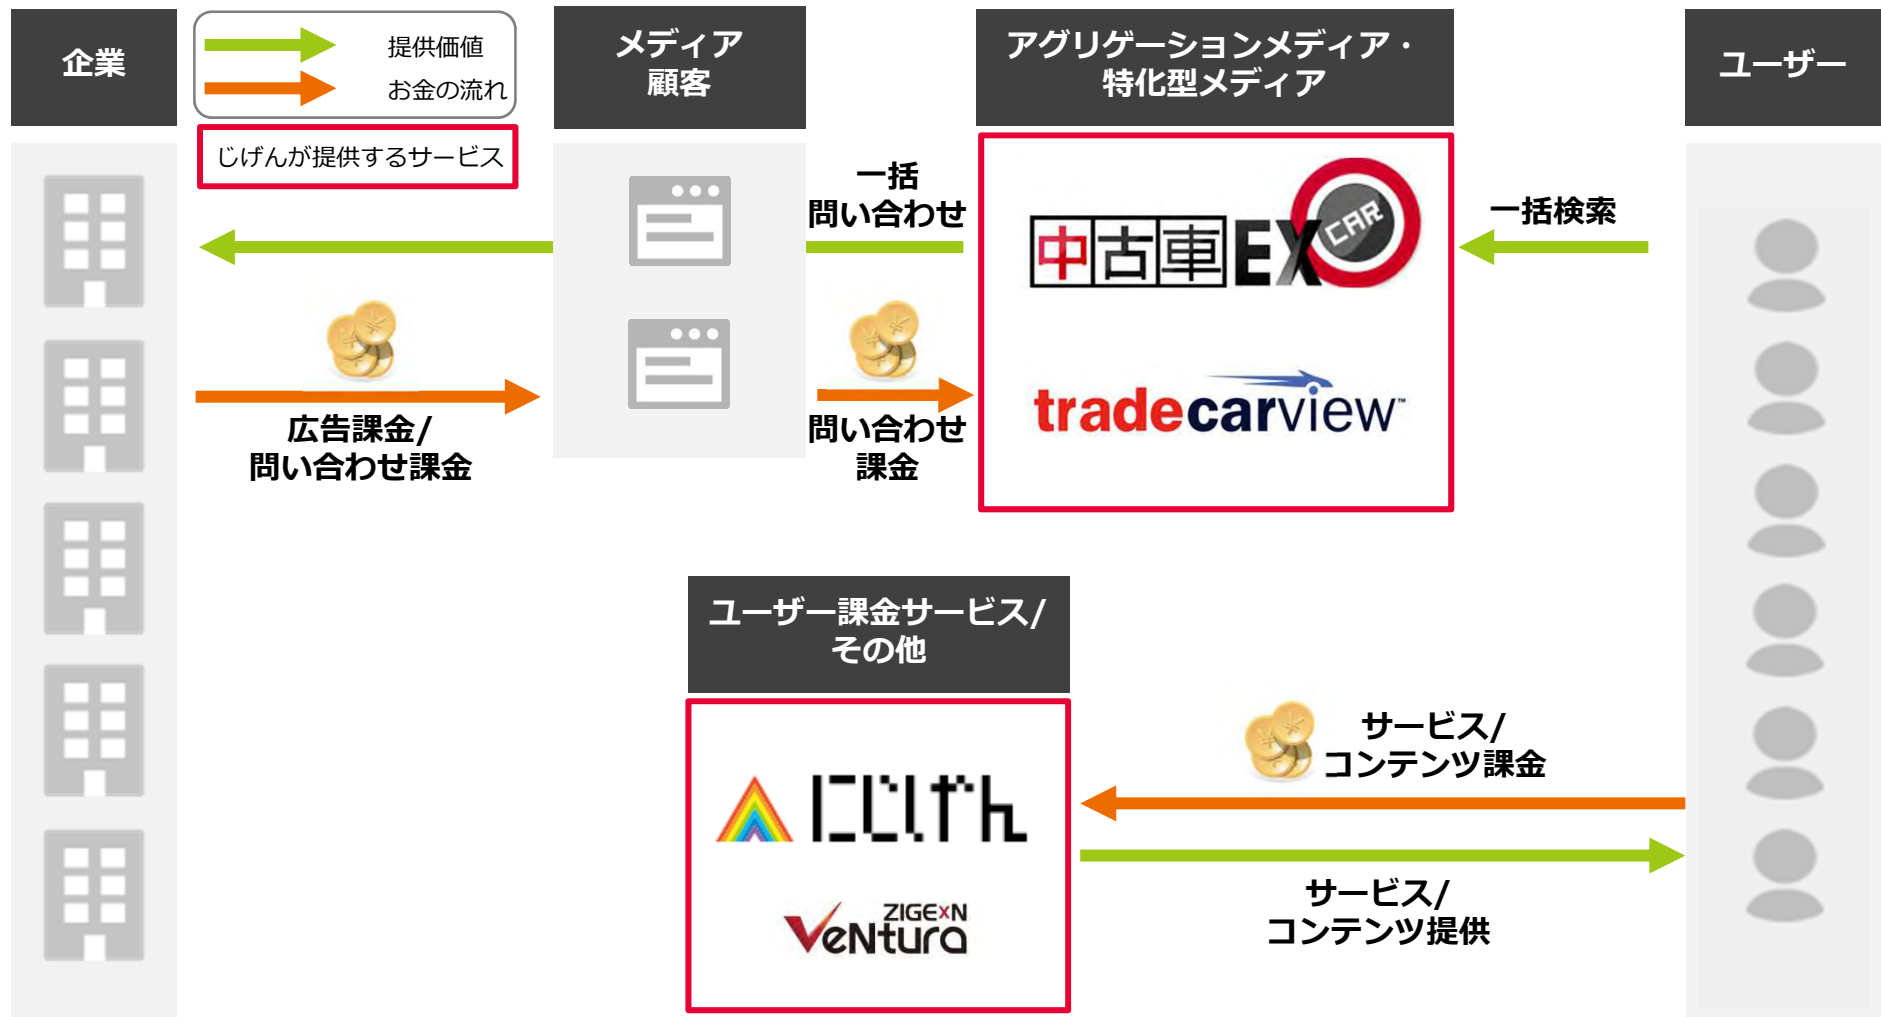 企業
提供価値
お金の流れ
じげんが提供するサービス
メディア
顧客
アグリゲーションメディア・
特化型メディア
ユーザー
一括
問い合わせ
中古車EX
CAR
一括検索
広告課金/
問い合わせ課金
問い合わせ
課金
tradecarview™
ユーザー課金サービス/
その他
にじげん
ZIGExN
VeNtura
サービス/
コンテンツ課金
サービス/
コンテンツ提供